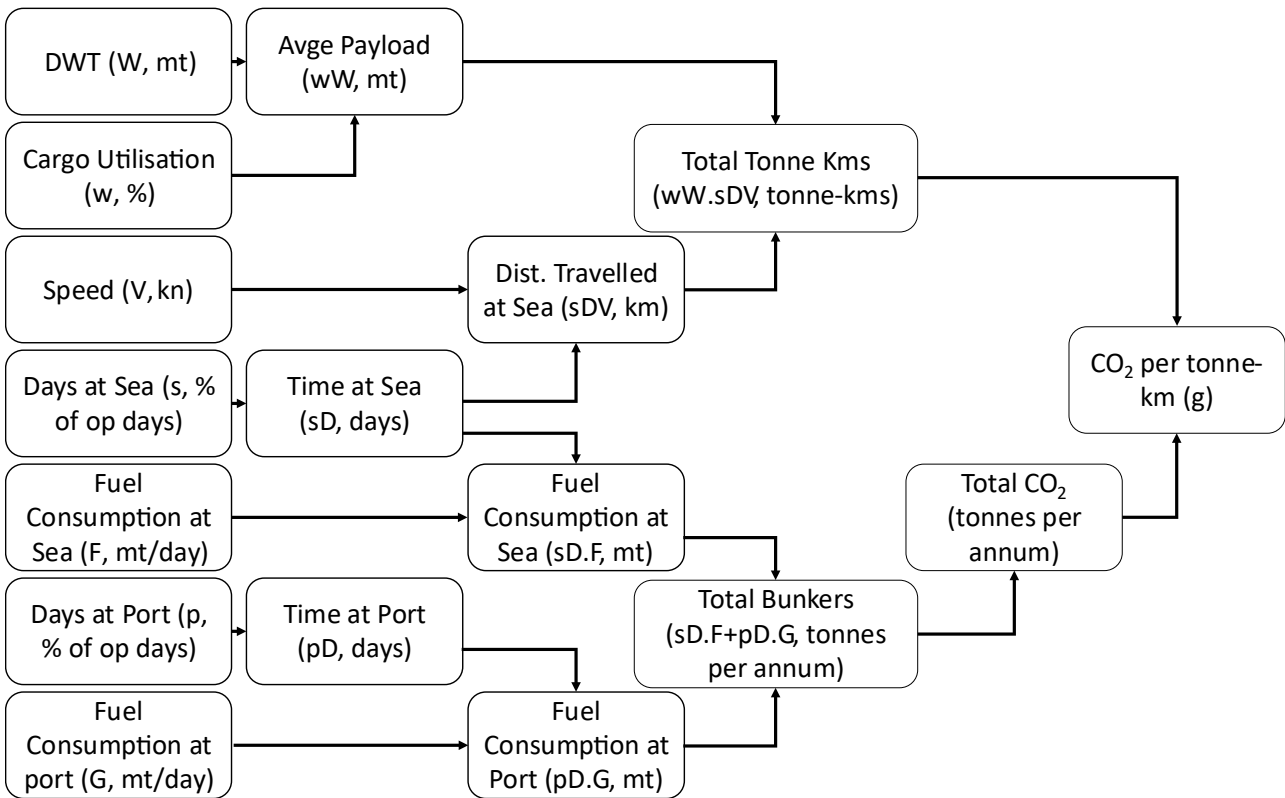 DWT (W, mt)
Avge Payload
(wW, mt)
Cargo Utilisation
(w, %)
Total Tonne Kms
(wW.sDV, tonne-kms)
Speed (V, kn)
Dist. Travelled
at Sea (sDV, km)
Days at Sea (s, %
of op days)
Time at Sea
(sD, days)
CO₂ per tonne-
km (g)
Fuel
Consumption at
Sea (F, mt/day)
Fuel
Consumption at
Sea (sD.F, mt)
Total CO₂
(tonnes per
annum)
Days at Port (p,
% of op days)
Time at Port
(pD, days)
Total Bunkers
(sD.F+pD.G, tonnes
per annum)
Fuel
Consumption at
port (G, mt/day)
Fuel
Consumption at
Port (pD.G, mt)